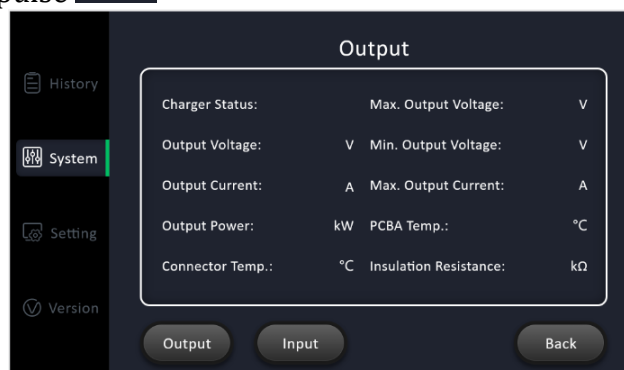 pulse
Output
History
System
Setting
Version
Charger Status: Max. Output Voltage: V
Output Voltage: V Min. Output Voltage: V
Output Current: A Max. Output Current: A
Output Power: kW PCBA Temp.: °C
Connector Temp.: °C Insulation Resistance: kΩ
Output Input Back